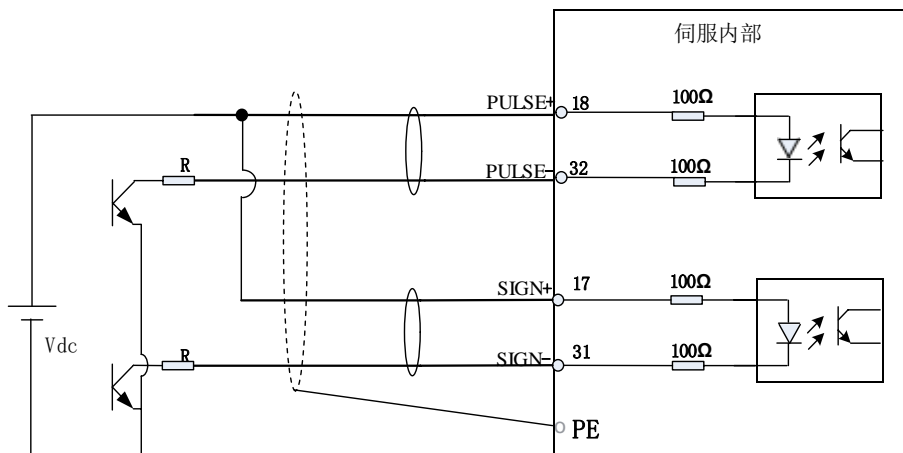 伺服内部
PULSE+
18
100Ω
R
PULSE-
32
100Ω
SIGN+
17
100Ω
Vdc
R
SIGN-
31
100Ω
PE